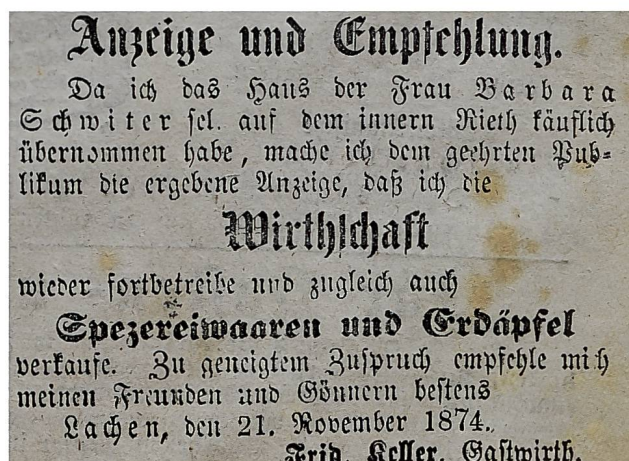 Anzeige und Empfehlung.
Da ich das Haus der Frau Barbara
Schwiter sel. auf dem innern Rieth käuflich
übernommen habe, mache ich dem geehrten Pub-
likum die ergebene Anzeige, daß ich die
Wirthschaft
wieder fortbetreibe und zugleich auch
Spezereiwaaren und Erdäpfel
verkaufe. Zu geneigtem Zuspruch empfehle mich
meinen Freunden und Gönnern bestens
Lachen, den 21. November 1874.
Frid. Keller, Gastwirth.